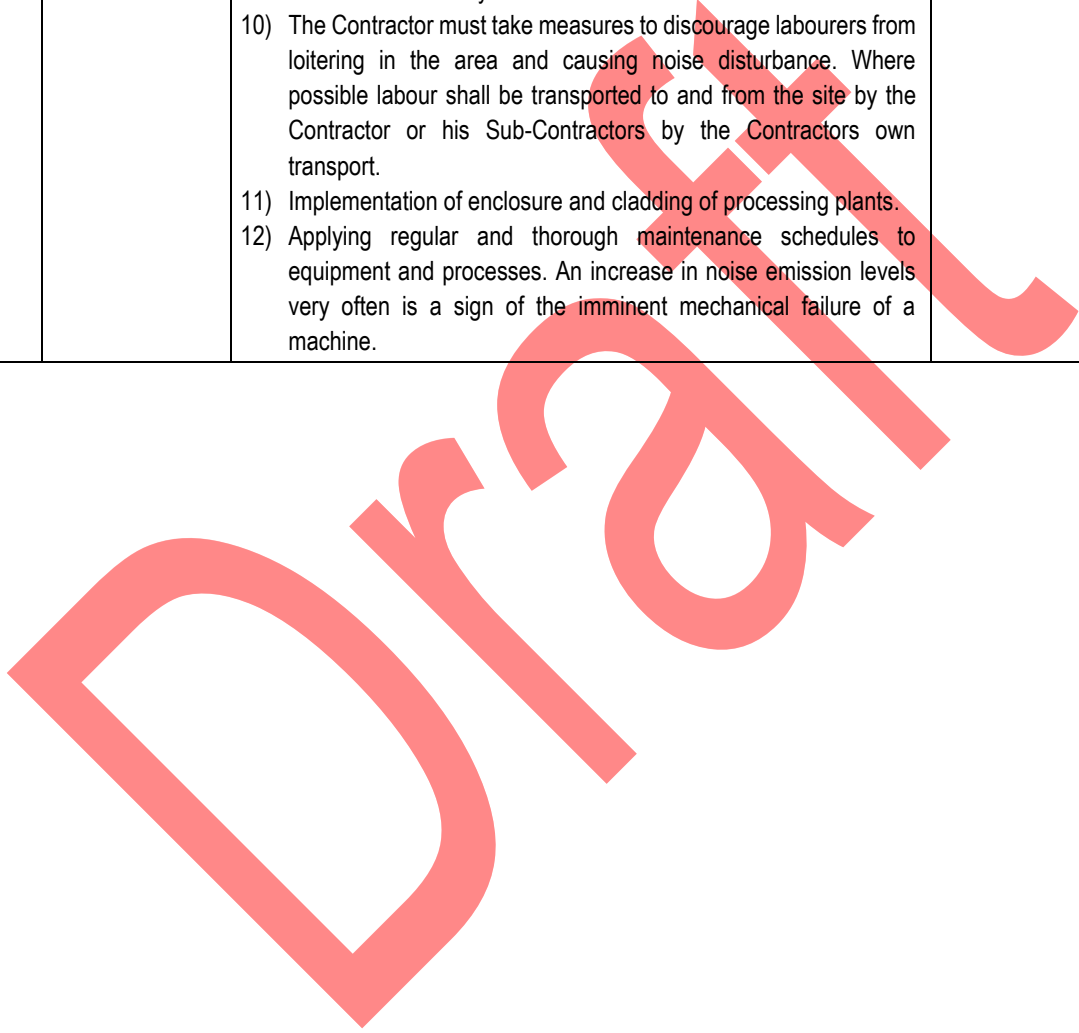 10) The Contractor must take measures to discourage labourers from
loitering in the area and causing noise disturbance. Where
possible labour shall be transported to and from the site by the
Contractor or his Sub-Contractors by the Contractors own
transport.
11) Implementation of enclosure and cladding of processing plants.
12) Applying regular and thorough maintenance schedules to
equipment and processes. An increase in noise emission levels
very often is a sign of the imminent mechanical failure of a
machine.
Draft